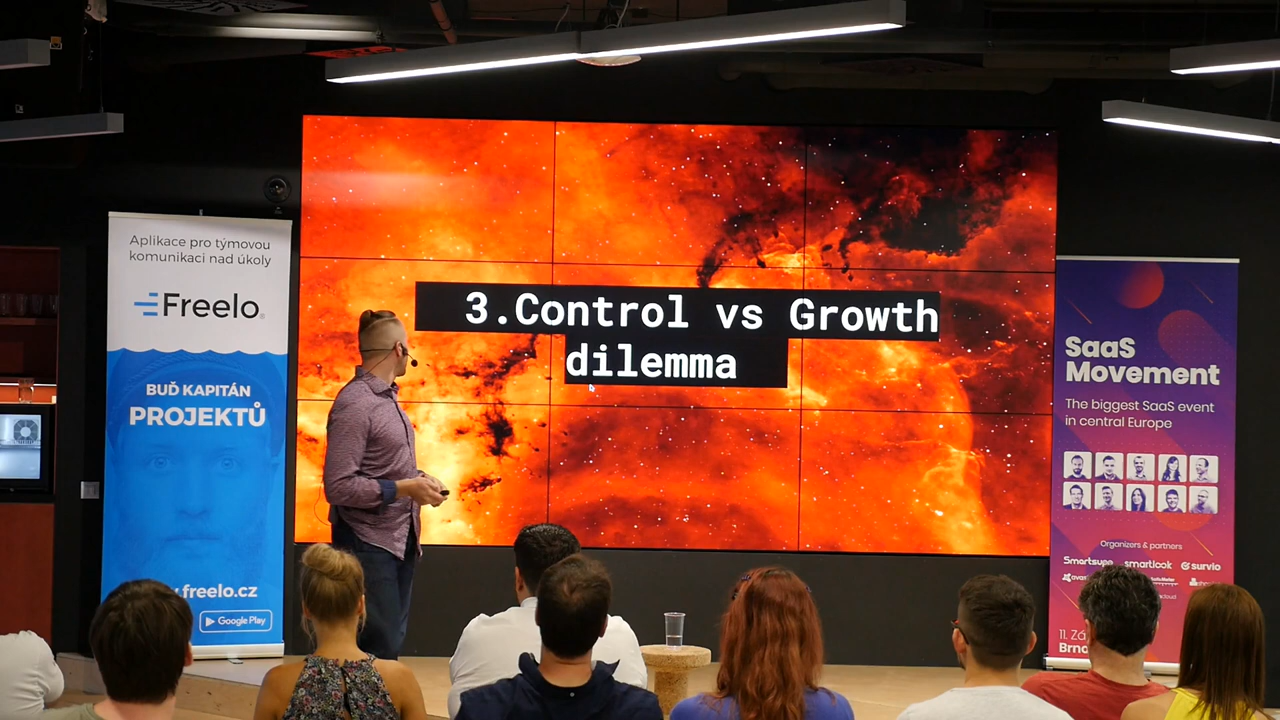 Aplikace pro týmovou
komunikaci nad úkoly
Freelo
BUĎ KAPITÁN
PROJEKTŮ
freelo.cz
Google Play
3.Control vs Growth
dilemma
SaaS
Movement
The biggest SaaS event
in central Europe
Organizers & partners
Smartsupp smartlook survio
11. Zá
Brno